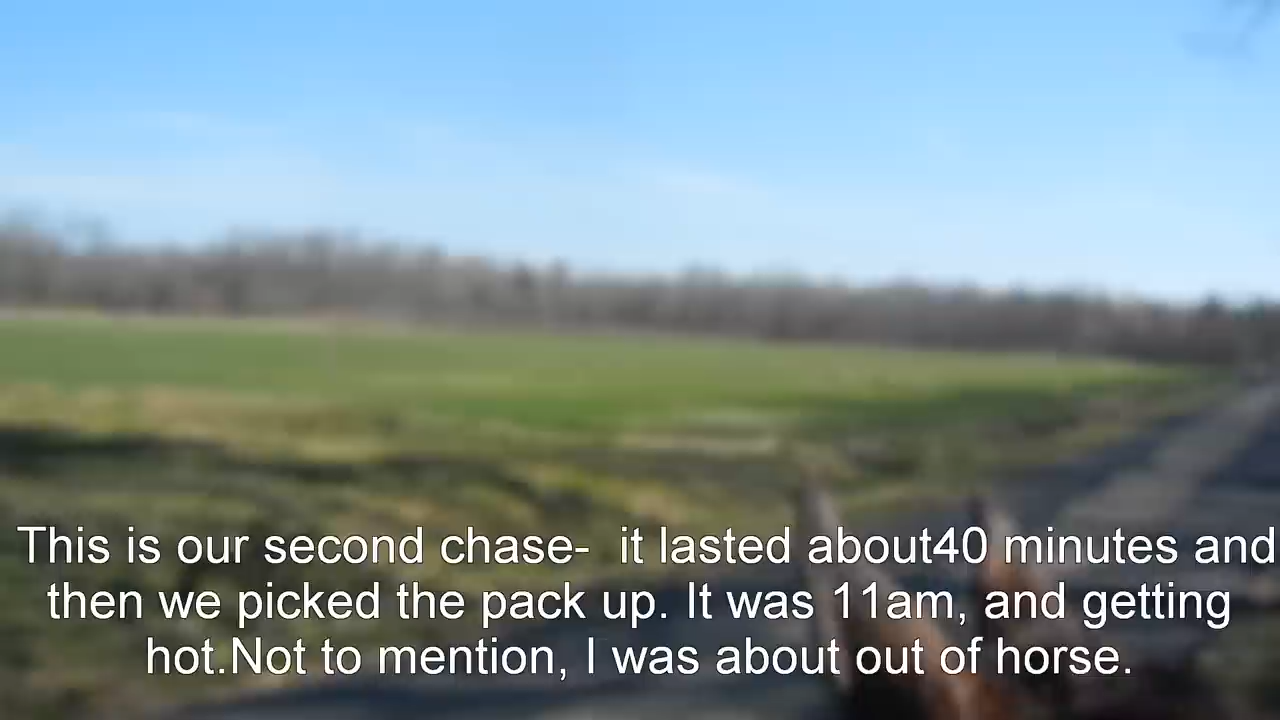 This is our second chase-  it lasted about40 minutes and
then we picked the pack up. It was 11am, and getting
hot.Not to mention, I was about out of horse.